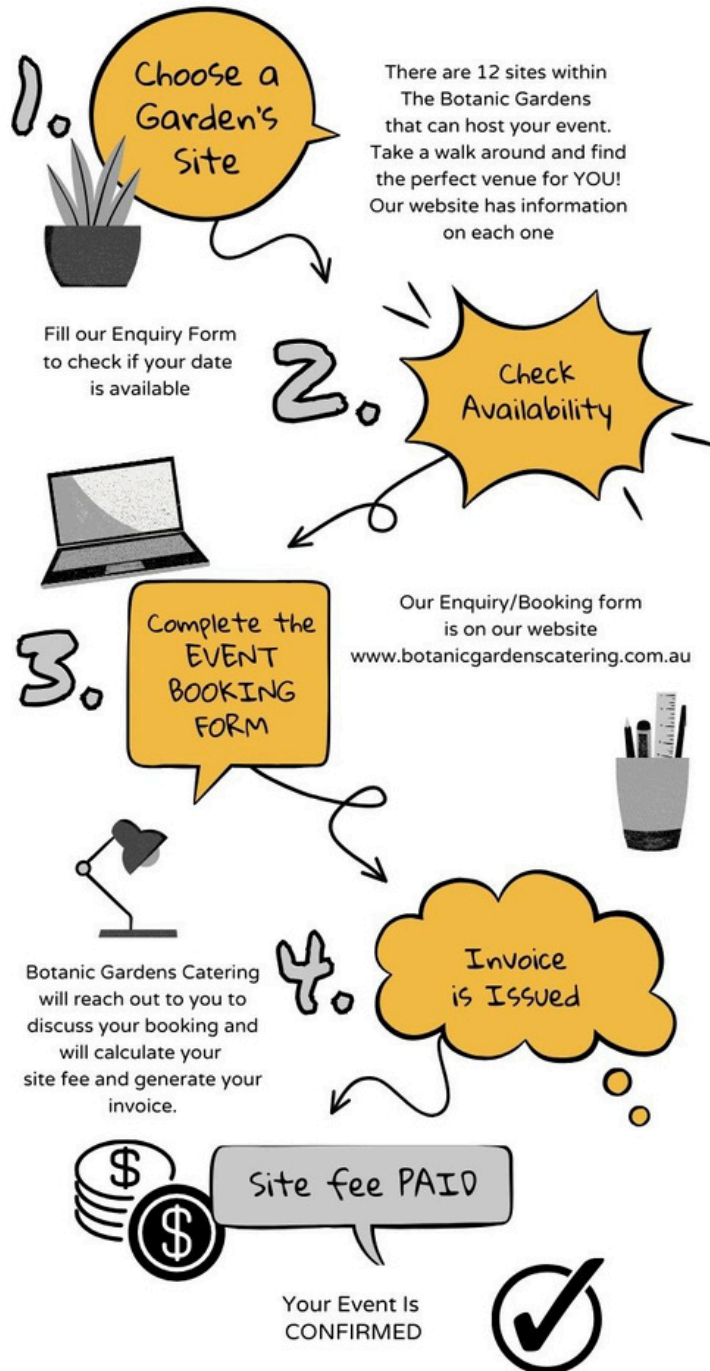 1.
Choose a
Garden's
Site
There are 12 sites within
The Botanic Gardens
that can host your event.
Take a walk around and find
the perfect venue for YOU!
Our website has information
on each one
Fill our Enquiry Form
to check if your date
is available
2.
Check
Availability
3.
Complete the
EVENT
BOOKING
FORM
Our Enquiry/Booking form
is on our website
www.botanicgardenscatering.com.au
4.
Invoice
is Issued
Botanic Gardens Catering
will reach out to you to
discuss your booking and
will calculate your
site fee and generate your
invoice.
$
$
Site fee PAID
Your Event Is
CONFIRMED